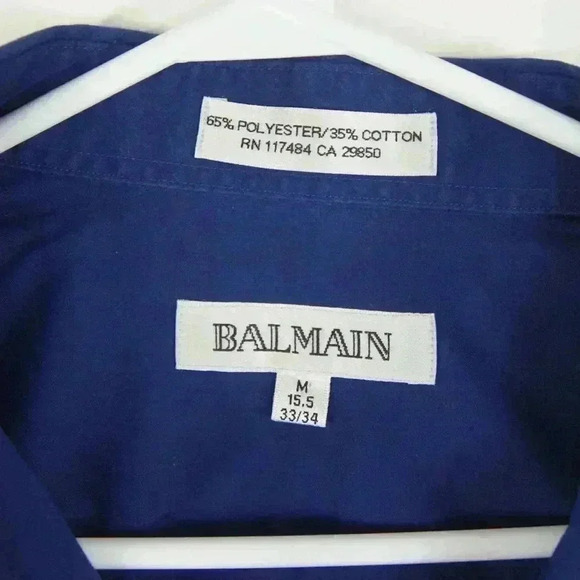 65% POLYESTER/35% COTTON
RN 117484 CA 29850
BALMAIN
M
15.5
33/34